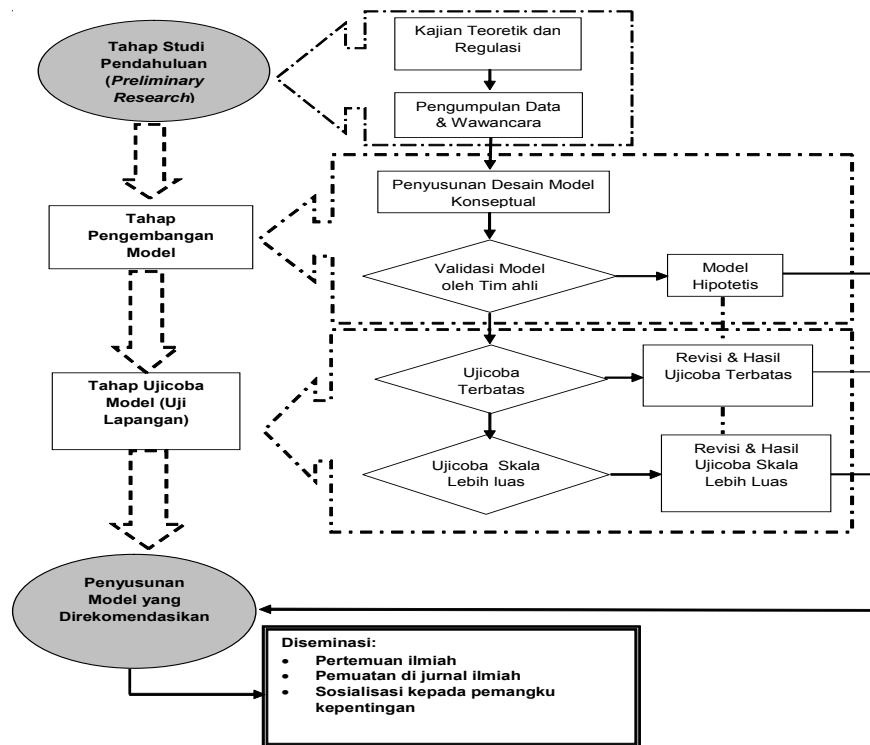 Tahap Studi
Pendahuluan
(Preliminary
Research)
Kajian Teoretik dan
Regulasi
Pengumpulan Data
& Wawancara
Tahap
Pengembangan
Model
Penyusunan Desain Model
Konseptual
Validasi Model
oleh Tim ahli
Model
Hipotetis
Tahap Ujicoba
Model (Uji
Lapangan)
Ujicoba
Terbatas
Revisi & Hasil
Ujicoba Terbatas
Ujicoba Skala
Lebih luas
Revisi & Hasil
Ujicoba Skala
Lebih Luas
Penyusunan
Model yang
Direkomendasikan
Diseminasi:
• Pertemuan ilmiah
• Pemuatan di jurnal ilmiah
• Sosialisasi kepada pemangku
kepentingan